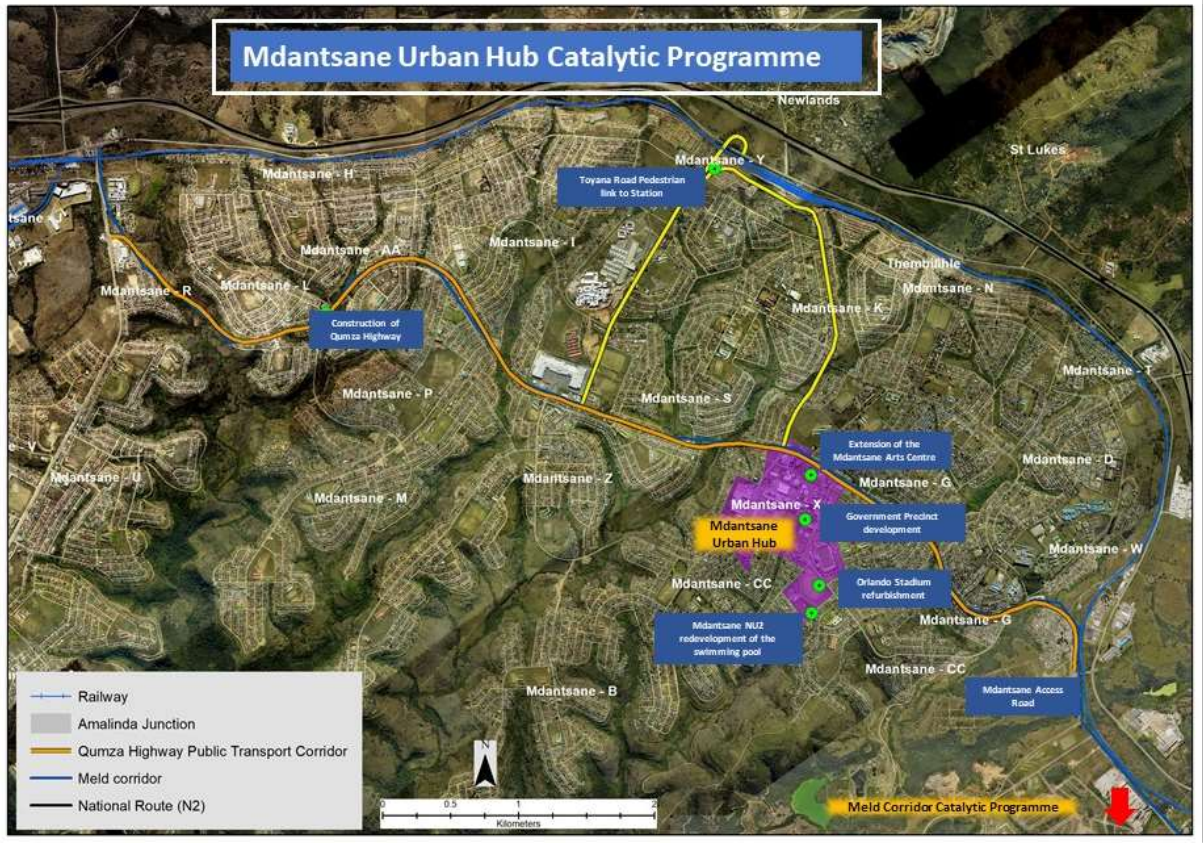 Mdantsane Urban Hub Catalytic Programme
Newlands
St Lukes
Mdantsane - Y
Mdantsane - H
Toyana Road Pedestrian
link to Station
tsane - J
Mdantsane - I
Mdantsane - AA
Thembilihle
Mdantsane - R
Mdantsane - L
Mdantsane - N
Mdantsane - K
Construction of
Qumza Highway
Mdantsane - T
Mdantsane - P
Mdantsane - S
e - V
Extension of the
Mdantsane Arts Centre
Mdantsane - D
Mdantsane - U
Mdantsane - Z
Mdantsane - G
Mdantsane - M
Mdantsane - X
Government Precinct
development
Mdantsane
Urban Hub
Mdantsane - W
Mdantsane - CC
Orlando Stadium
refurbishment
Mdantsane - G
Mdantsane NU2
redevelopment of the
swimming pool
Mdantsane - CC
Mdantsane - B
Mdantsane Access
Road
Railway
Amalinda Junction
Qumza Highway Public Transport Corridor
Meld corridor
National Route (N2)
N
0 0.5 1 2
Kilometers
Meld Corridor Catalytic Programme